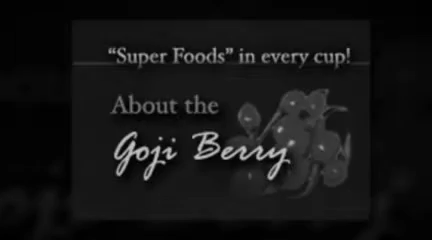 “Super Foods” in every cup!
About the
Goji Berry